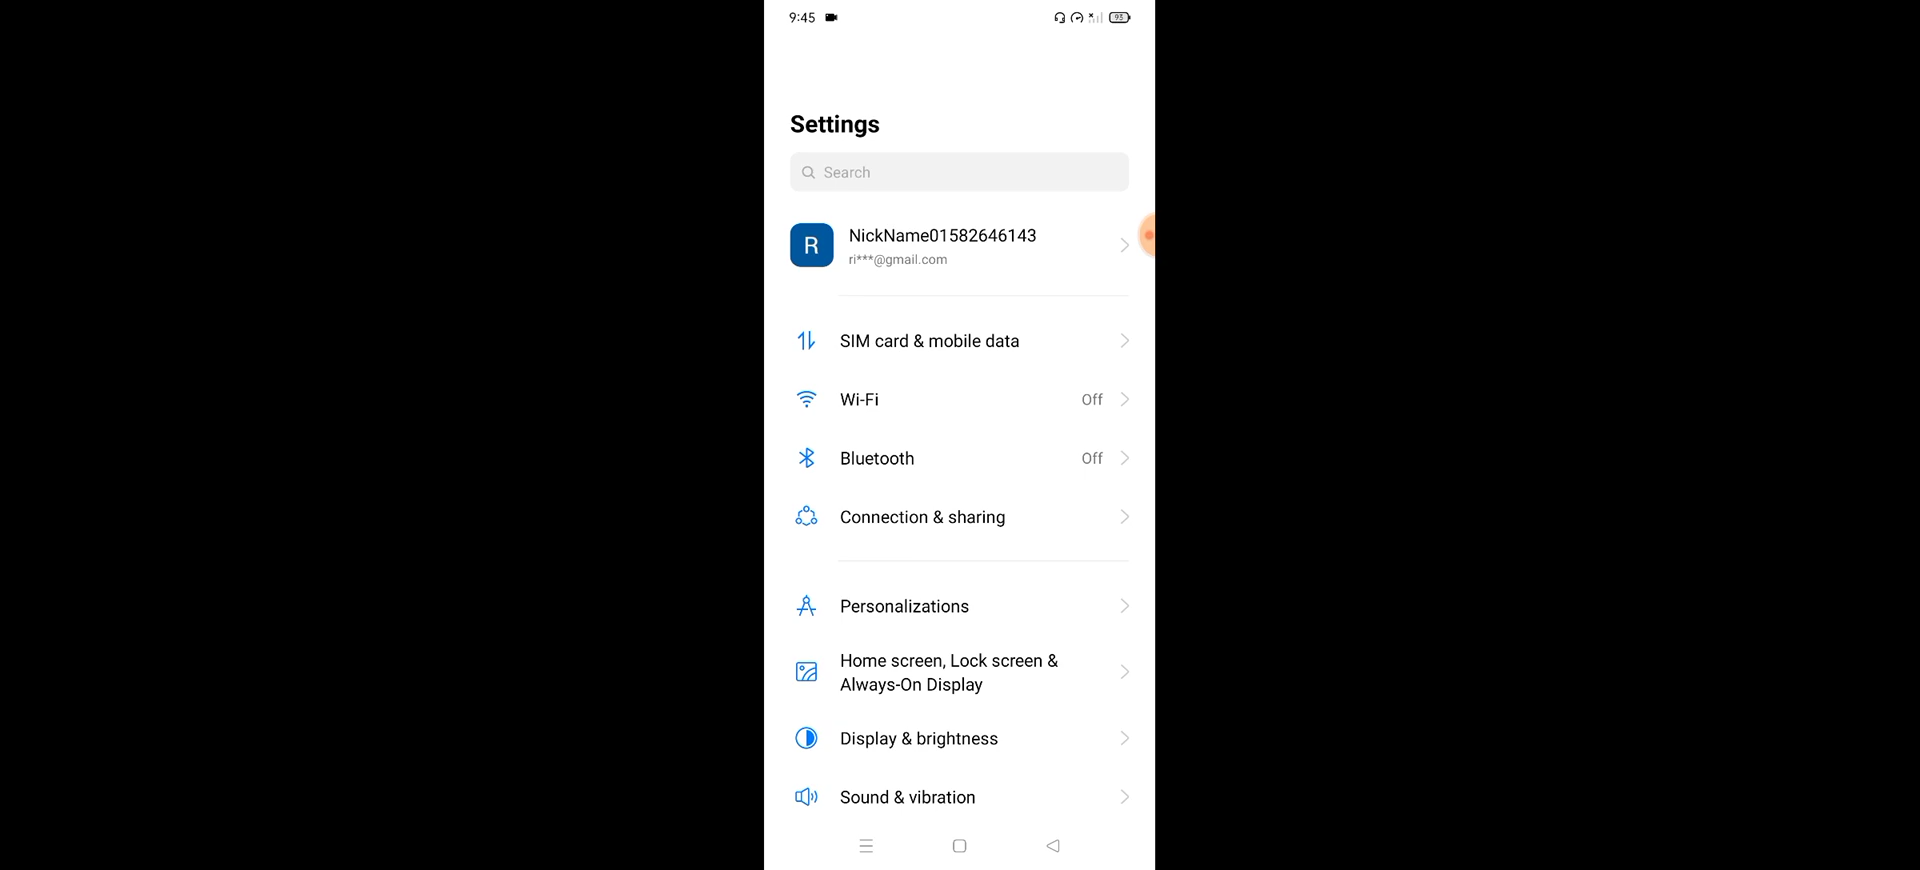 9:45
93
Settings
Search
R
NickName01582646143
ri***@gmail.com
SIM card & mobile data
Wi-Fi Off
Bluetooth Off
Connection & sharing
Personalizations
Home screen, Lock screen &
Always-On Display
Display & brightness
Sound & vibration